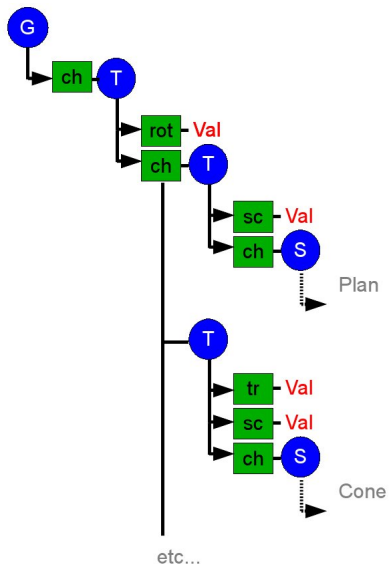 G
ch T
rot Val
ch T
sc Val
ch S
Plan
T
tr Val
sc Val
ch S
Cone
etc...